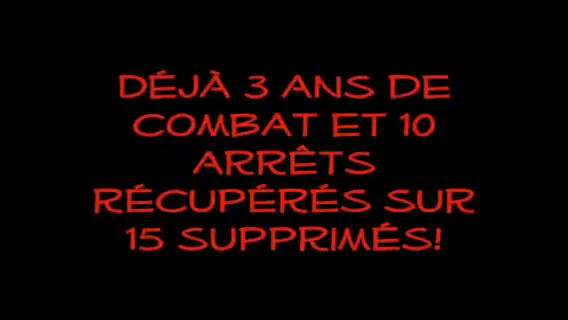 DÉJÀ 3 ANS DE
COMBAT ET 10
ARRÊTS
RÉCUPÉRÉS SUR
15 SUPPRIMÉS!